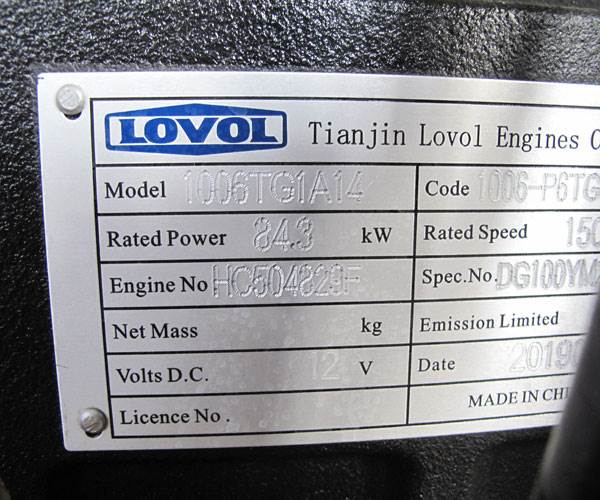 LOVOL Tianjin Lovol Engines C
Model 1006TG1A14 Code 1006-P6TG
Rated Power 84.3 kW Rated Speed 150
Engine No HC504829F Spec.No. DG100YM
Net Mass kg Emission Limited
Volts D.C. 12 V Date 2019
Licence No. MADE IN CHI